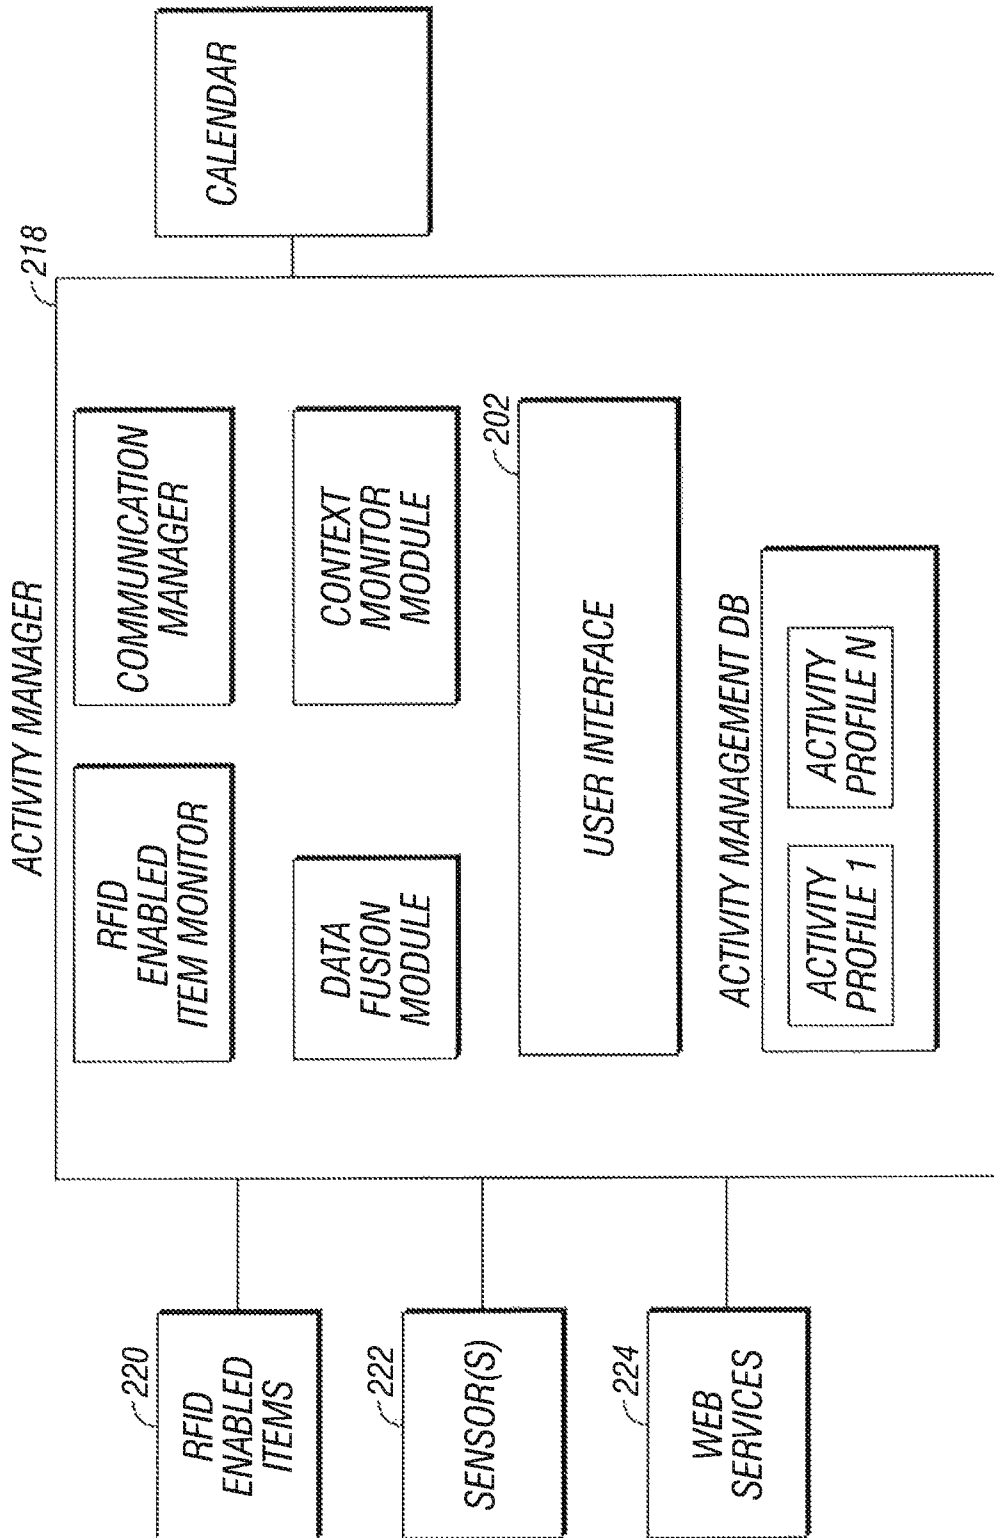 ACTIVITY MANAGER
218
RFID
ENABLED
ITEMS
220
SENSOR(S)
222
WEB
SERVICES
224
RFID
ENABLED
ITEM MONITOR
COMMUNICATION
MANAGER
DATA
FUSION
MODULE
CONTEXT
MONITOR
MODULE
USER INTERFACE
202
ACTIVITY MANAGEMENT DB
ACTIVITY
PROFILE 1
ACTIVITY
PROFILE N
CALENDAR